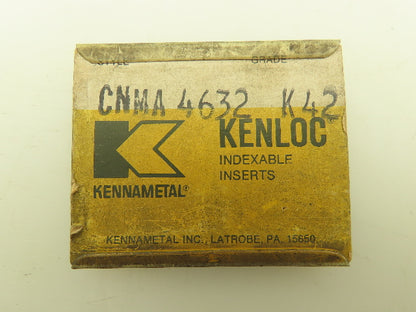 STYLE GRADE
CNMA 4632 K42
KENLOC
INDEXABLE
INSERTS
KENNAMETAL®
KENNAMETAL INC., LATROBE, PA. 15650